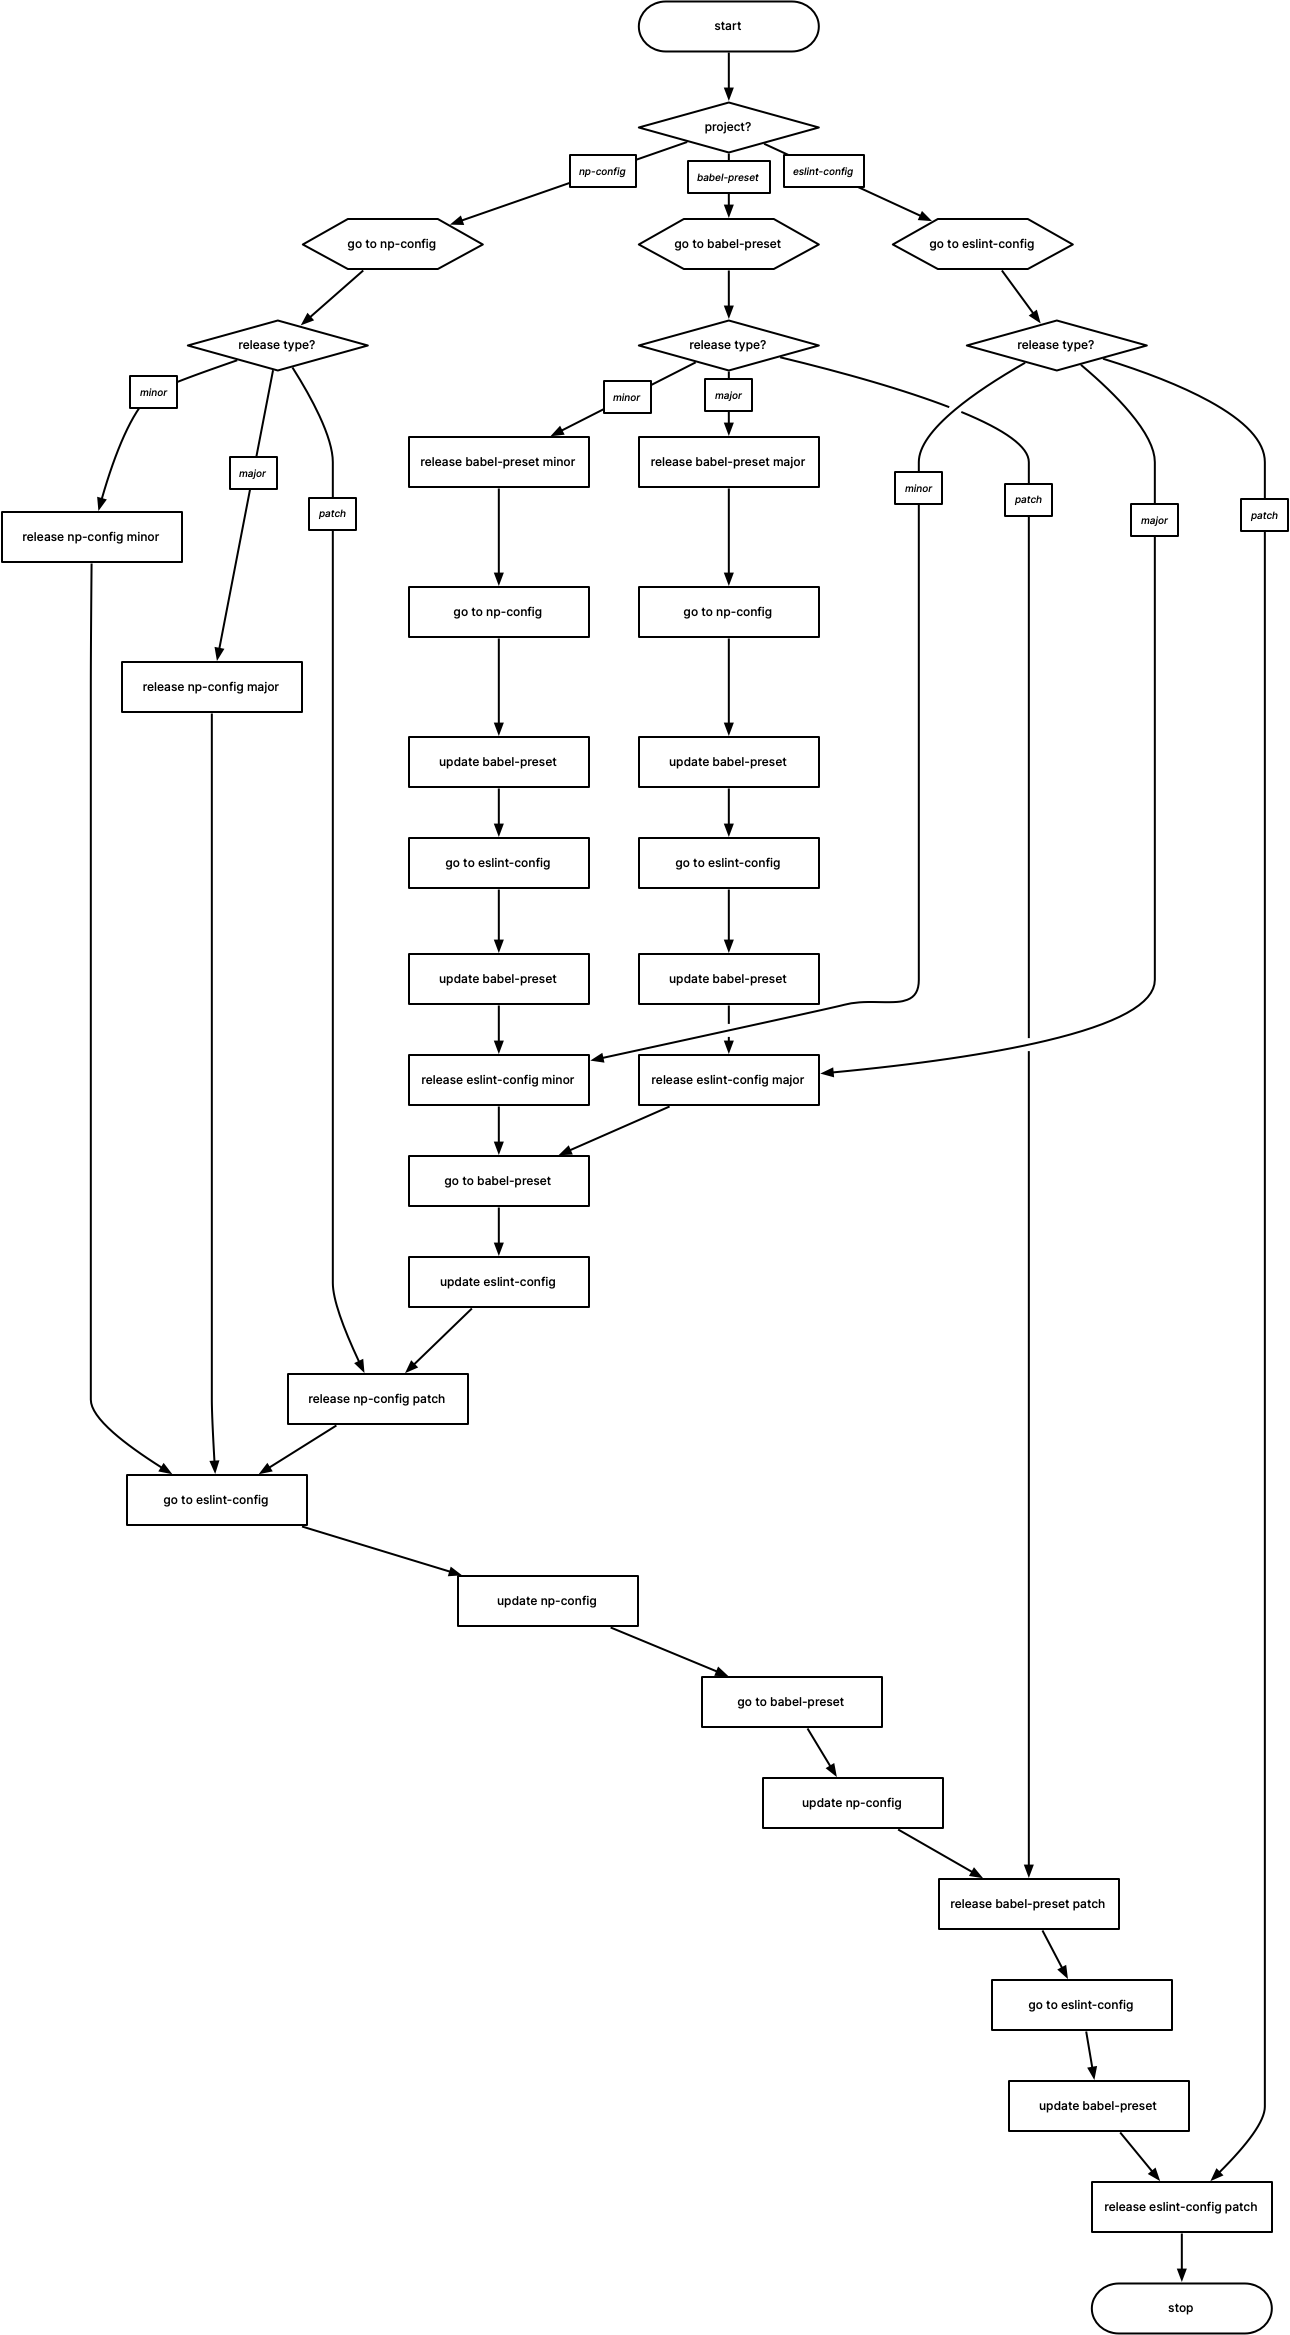 start
project?
np-config
babel-preset
eslint-config
go to np-config
go to babel-preset
go to eslint-config
release type?
release type?
release type?
minor
minor
major
release babel-preset minor
release babel-preset major
major
minor
patch
patch
major
patch
release np-config minor
go to np-config
go to np-config
release np-config major
update babel-preset
update babel-preset
go to eslint-config
go to eslint-config
update babel-preset
update babel-preset
release eslint-config minor
release eslint-config major
go to babel-preset
update eslint-config
release np-config patch
go to eslint-config
update np-config
go to babel-preset
update np-config
release babel-preset patch
go to eslint-config
update babel-preset
release eslint-config patch
stop